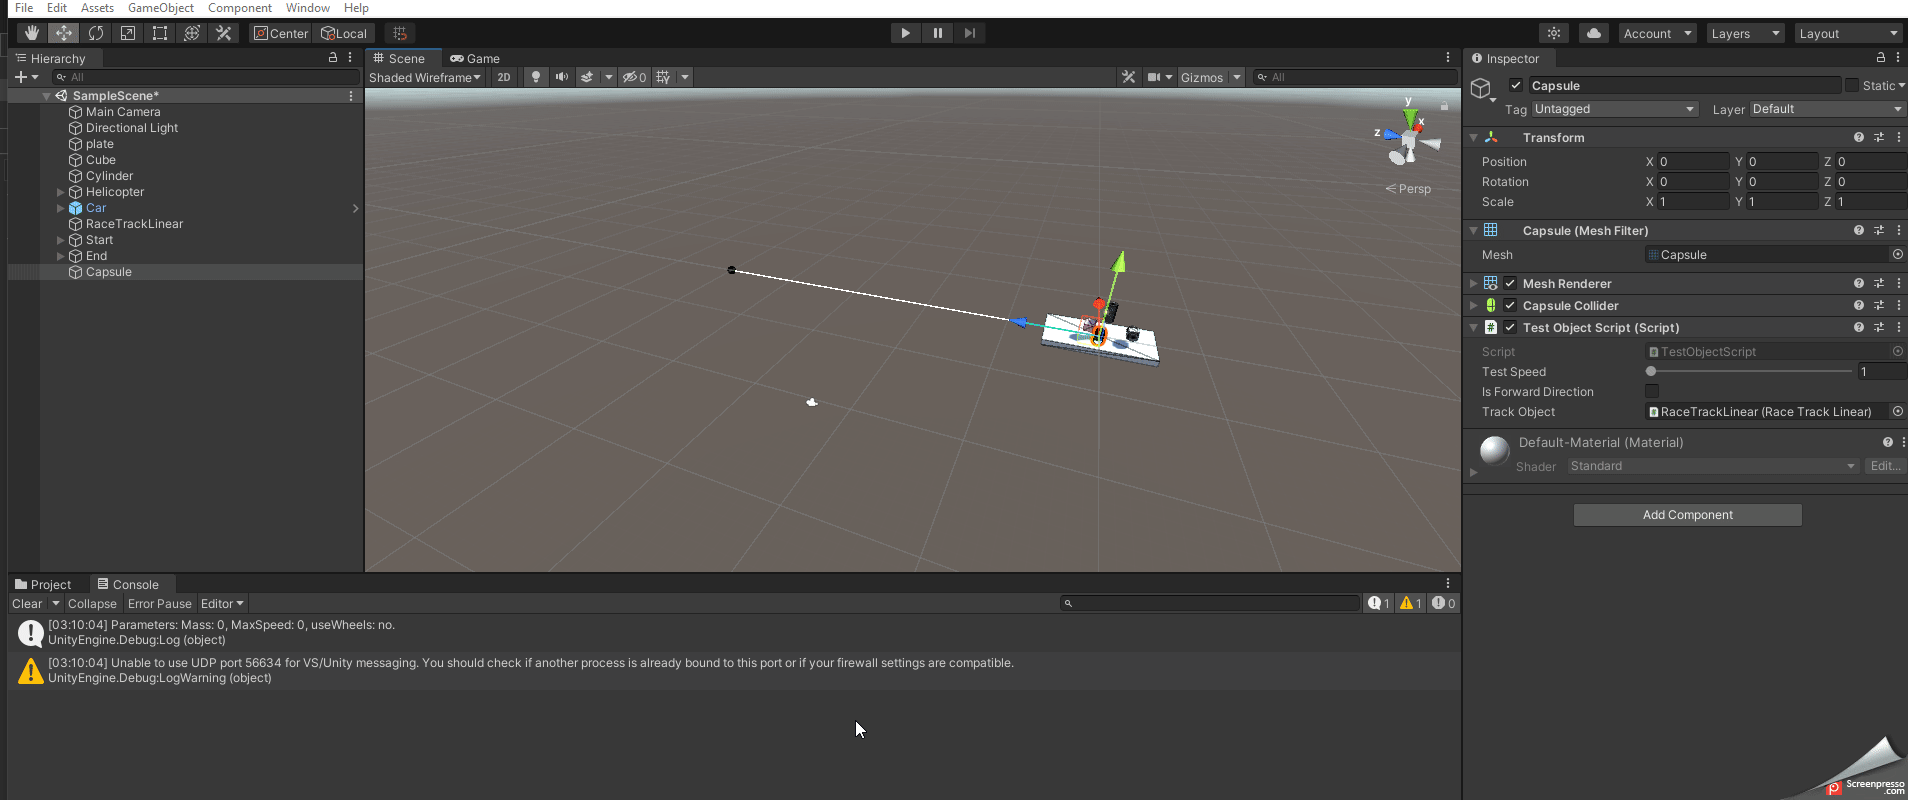 File Edit Assets GameObject Component Window Help
Center Local Account Layers Layout
Hierarchy
All
SampleScene*
Main Camera
Directional Light
plate
Cube
Cylinder
Helicopter
Car
RaceTrackLinear
Start
End
Capsule
Scene Game
Shaded Wireframe 2D 0 Gizmos All
y
x
z
Persp
Inspector
Capsule Static
Tag Untagged Layer Default
Transform
Position X 0 Y 0 Z 0
Rotation X 0 Y 0 Z 0
Scale X 1 Y 1 Z 1
Capsule (Mesh Filter)
Mesh Capsule
Mesh Renderer
Capsule Collider
# Test Object Script (Script)
Script TestObjectScript
Test Speed 1
Is Forward Direction
Track Object RaceTrackLinear (Race Track Linear)
Default-Material (Material)
Shader Standard Edit...
Add Component
Project Console
Clear Collapse Error Pause Editor 1 1 0
[03:10:04] Parameters: Mass: 0, MaxSpeed: 0, useWheels: no.
UnityEngine.Debug:Log (object)
[03:10:04] Unable to use UDP port 56634 for VS/Unity messaging. You should check if another process is already bound to this port or if your firewall settings are compatible.
UnityEngine.Debug:LogWarning (object)
Screenpresso
.com